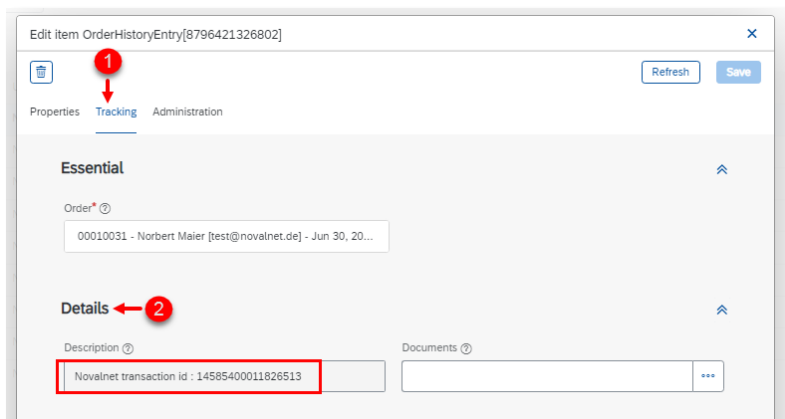 Edit item OrderHistoryEntry[8796421326802]
1
Refresh Save
Properties Tracking Administration
Essential
Order*
00010031 - Norbert Maier [test@novalnet.de] - Jun 30, 20...
Details 2
Description Documents
Novalnet transaction id : 14585400011826513